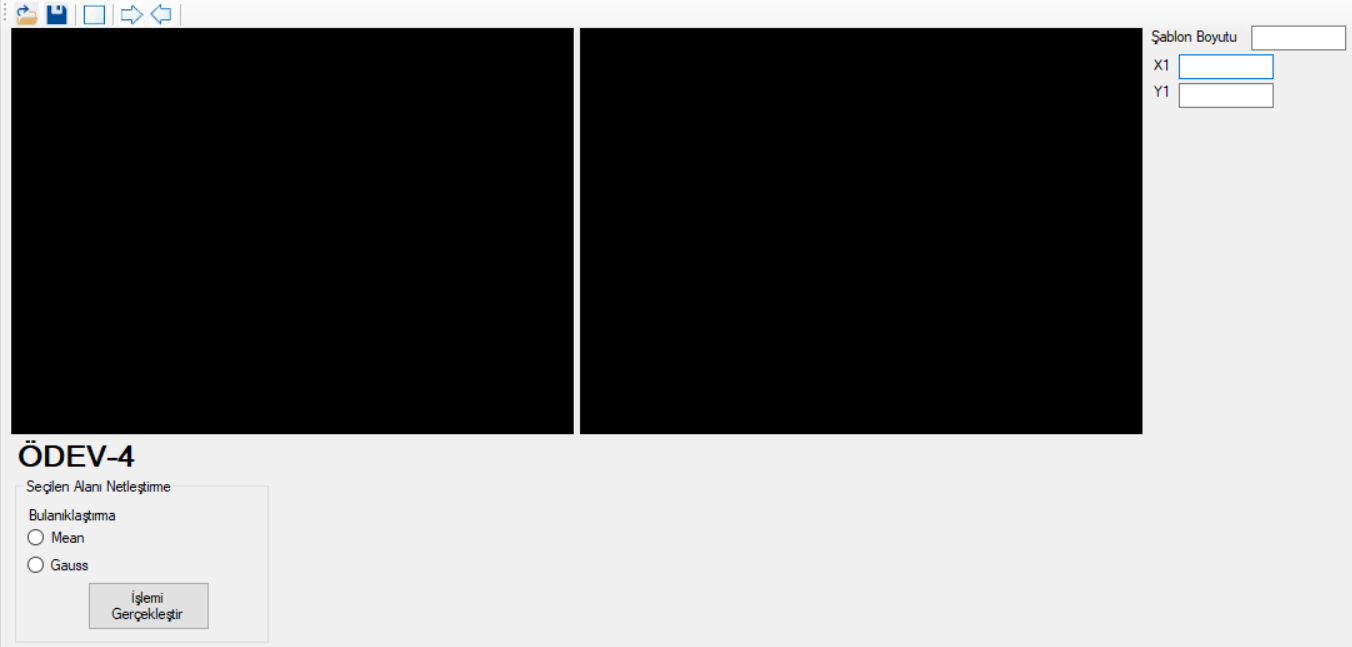 Şablon Boyutu
X1
Y1
ÖDEV-4
Seçilen Alanı Netleştirme
Bulanıklaştırma
Mean
Gauss
İşlemi
Gerçekleştir